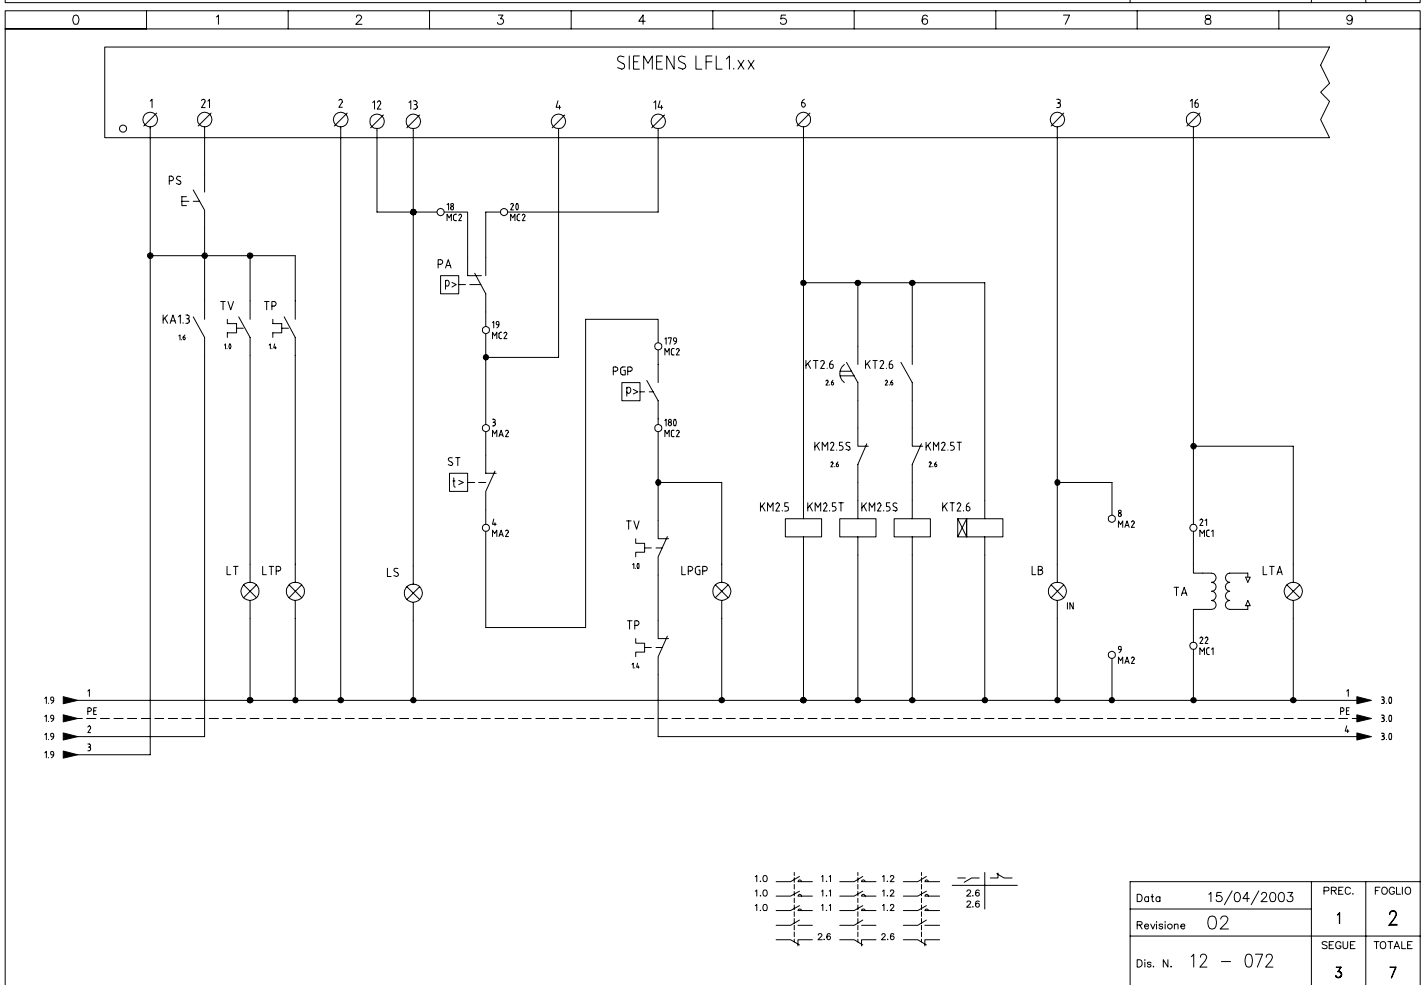 0 1 2 3 4 5 6 7 8 9
SIEMENS LFL1.xx
1 21 2 12 13 4 14 6 3 16
PS
E
18
MC2
20
MC2
PA
p>
KA1.3
1.6
TV
1.0
TP
1.4
19
MC2
179
MC2
PGP
p>
180
MC2
KT2.6
2.6
KT2.6
2.6
3
MA2
ST
t>
4
MA2
KM2.5S
2.6
KM2.5T
2.6
KM2.5 KM2.5T KM2.5S KT2.6
8
MA2
21
MC1
TV
1.0
LT LTP LS LPGP LB
IN
TA LTA
TP
1.4
9
MA2
22
MC1
1.9 1 1 3.0
1.9 PE PE 3.0
1.9 2 4 3.0
1.9 3
1.0 1.1 1.2
1.0 1.1 1.2 2.6
1.0 1.1 1.2 2.6
2.6 2.6
Data 15/04/2003
Revisione 02
Dis. N. 12 - 072
PREC.
1
FOGLIO
2
SEGUE
3
TOTALE
7